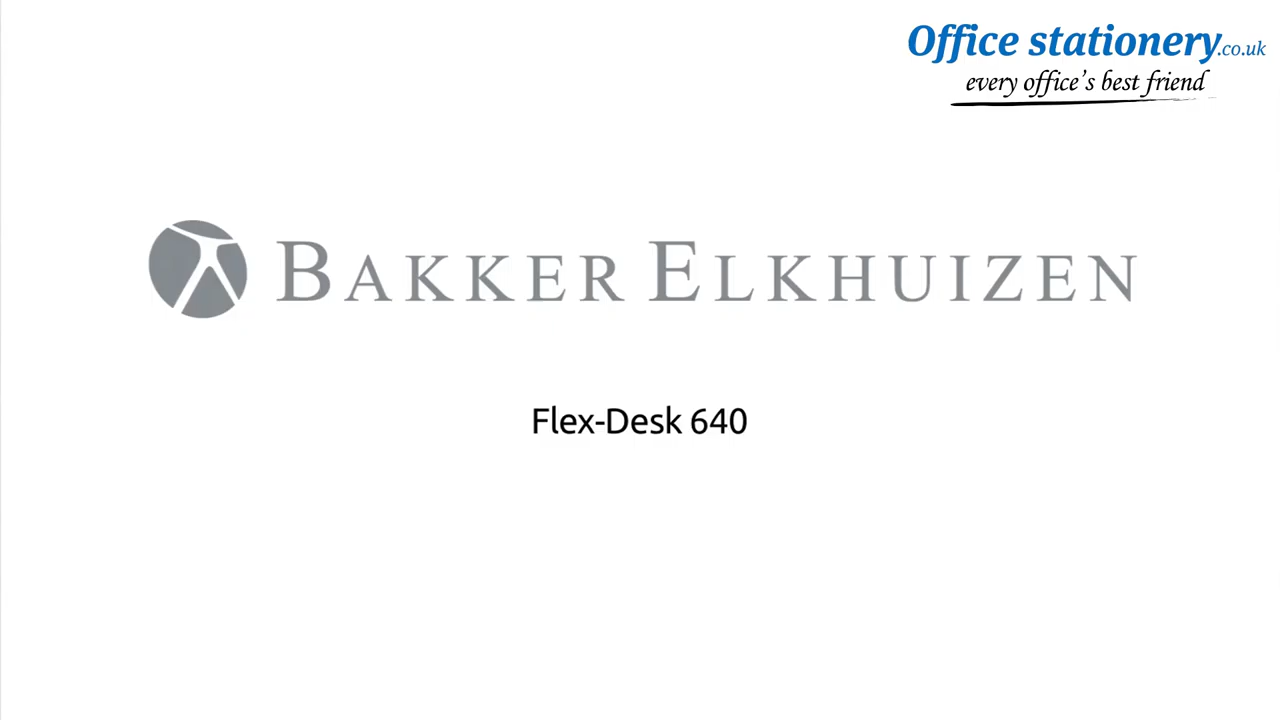 Office stationery.co.uk
every office's best friend
BAKKER ELKHUIZEN
Flex-Desk 640